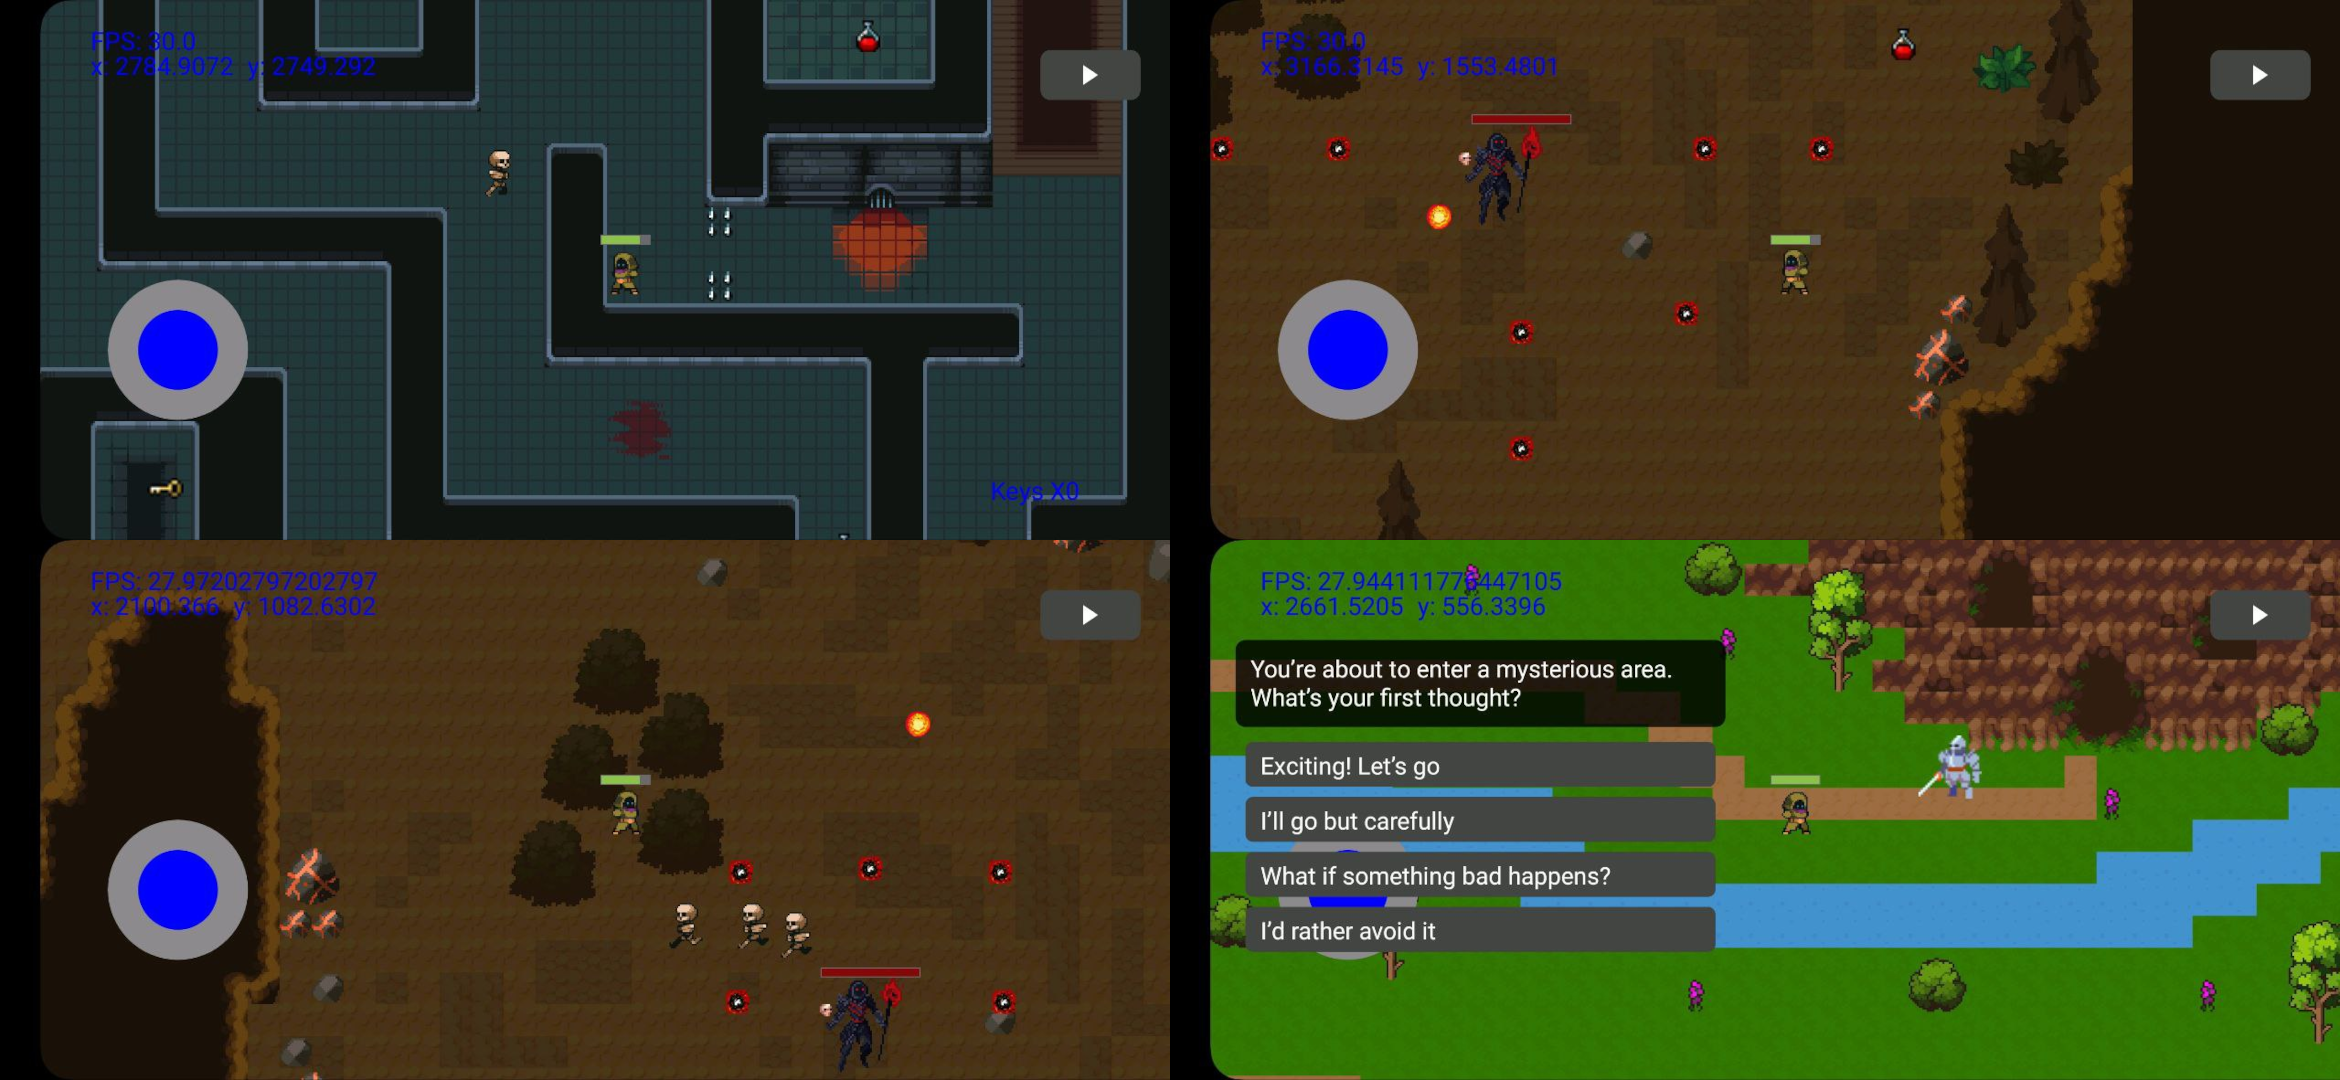 FPS: 30.0
x: 2784.9072 y: 2749.292
Keys X0
FPS: 30.0
x: 3166.3145 y: 1553.4801
FPS: 27.97202797202797
x: 2100.366 y: 1082.6302
FPS: 27.944111776447105
x: 2661.5205 y: 556.3396
You're about to enter a mysterious area.
What's your first thought?
Exciting! Let's go
I'll go but carefully
What if something bad happens?
I'd rather avoid it